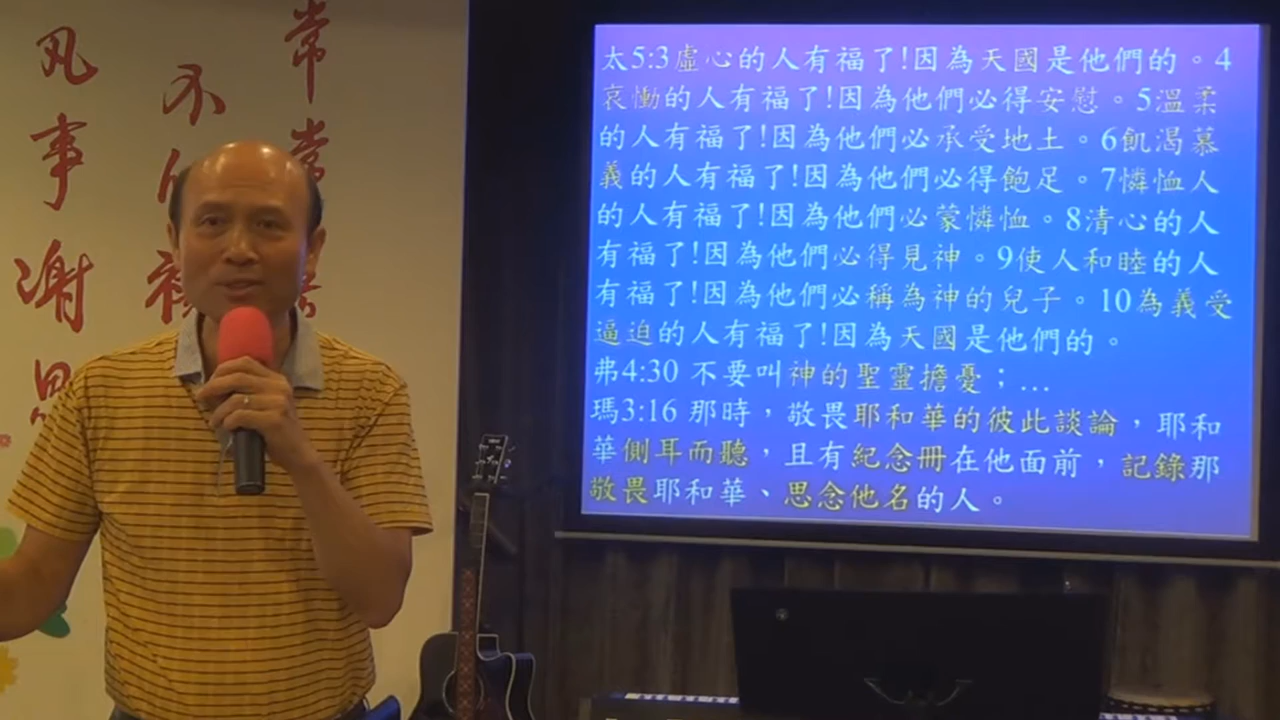 常常
不
凡事謝恩
太5:3虛心的人有福了!因為天國是他們的。4
哀慟的人有福了!因為他們必得安慰。5溫柔
的人有福了!因為他們必承受地土。6飢渴慕
義的人有福了!因為他們必得飽足。7憐恤人
的人有福了!因為他們必蒙憐恤。8清心的人
有福了!因為他們必得見神。9使人和睦的人
有福了!因為他們必稱為神的兒子。10為義受
逼迫的人有福了!因為天國是他們的。
弗4:30 不要叫神的聖靈擔憂；…
瑪3:16 那時，敬畏耶和華的彼此談論，耶和
華側耳而聽，且有紀念冊在他面前，記錄那
敬畏耶和華、思念他名的人。